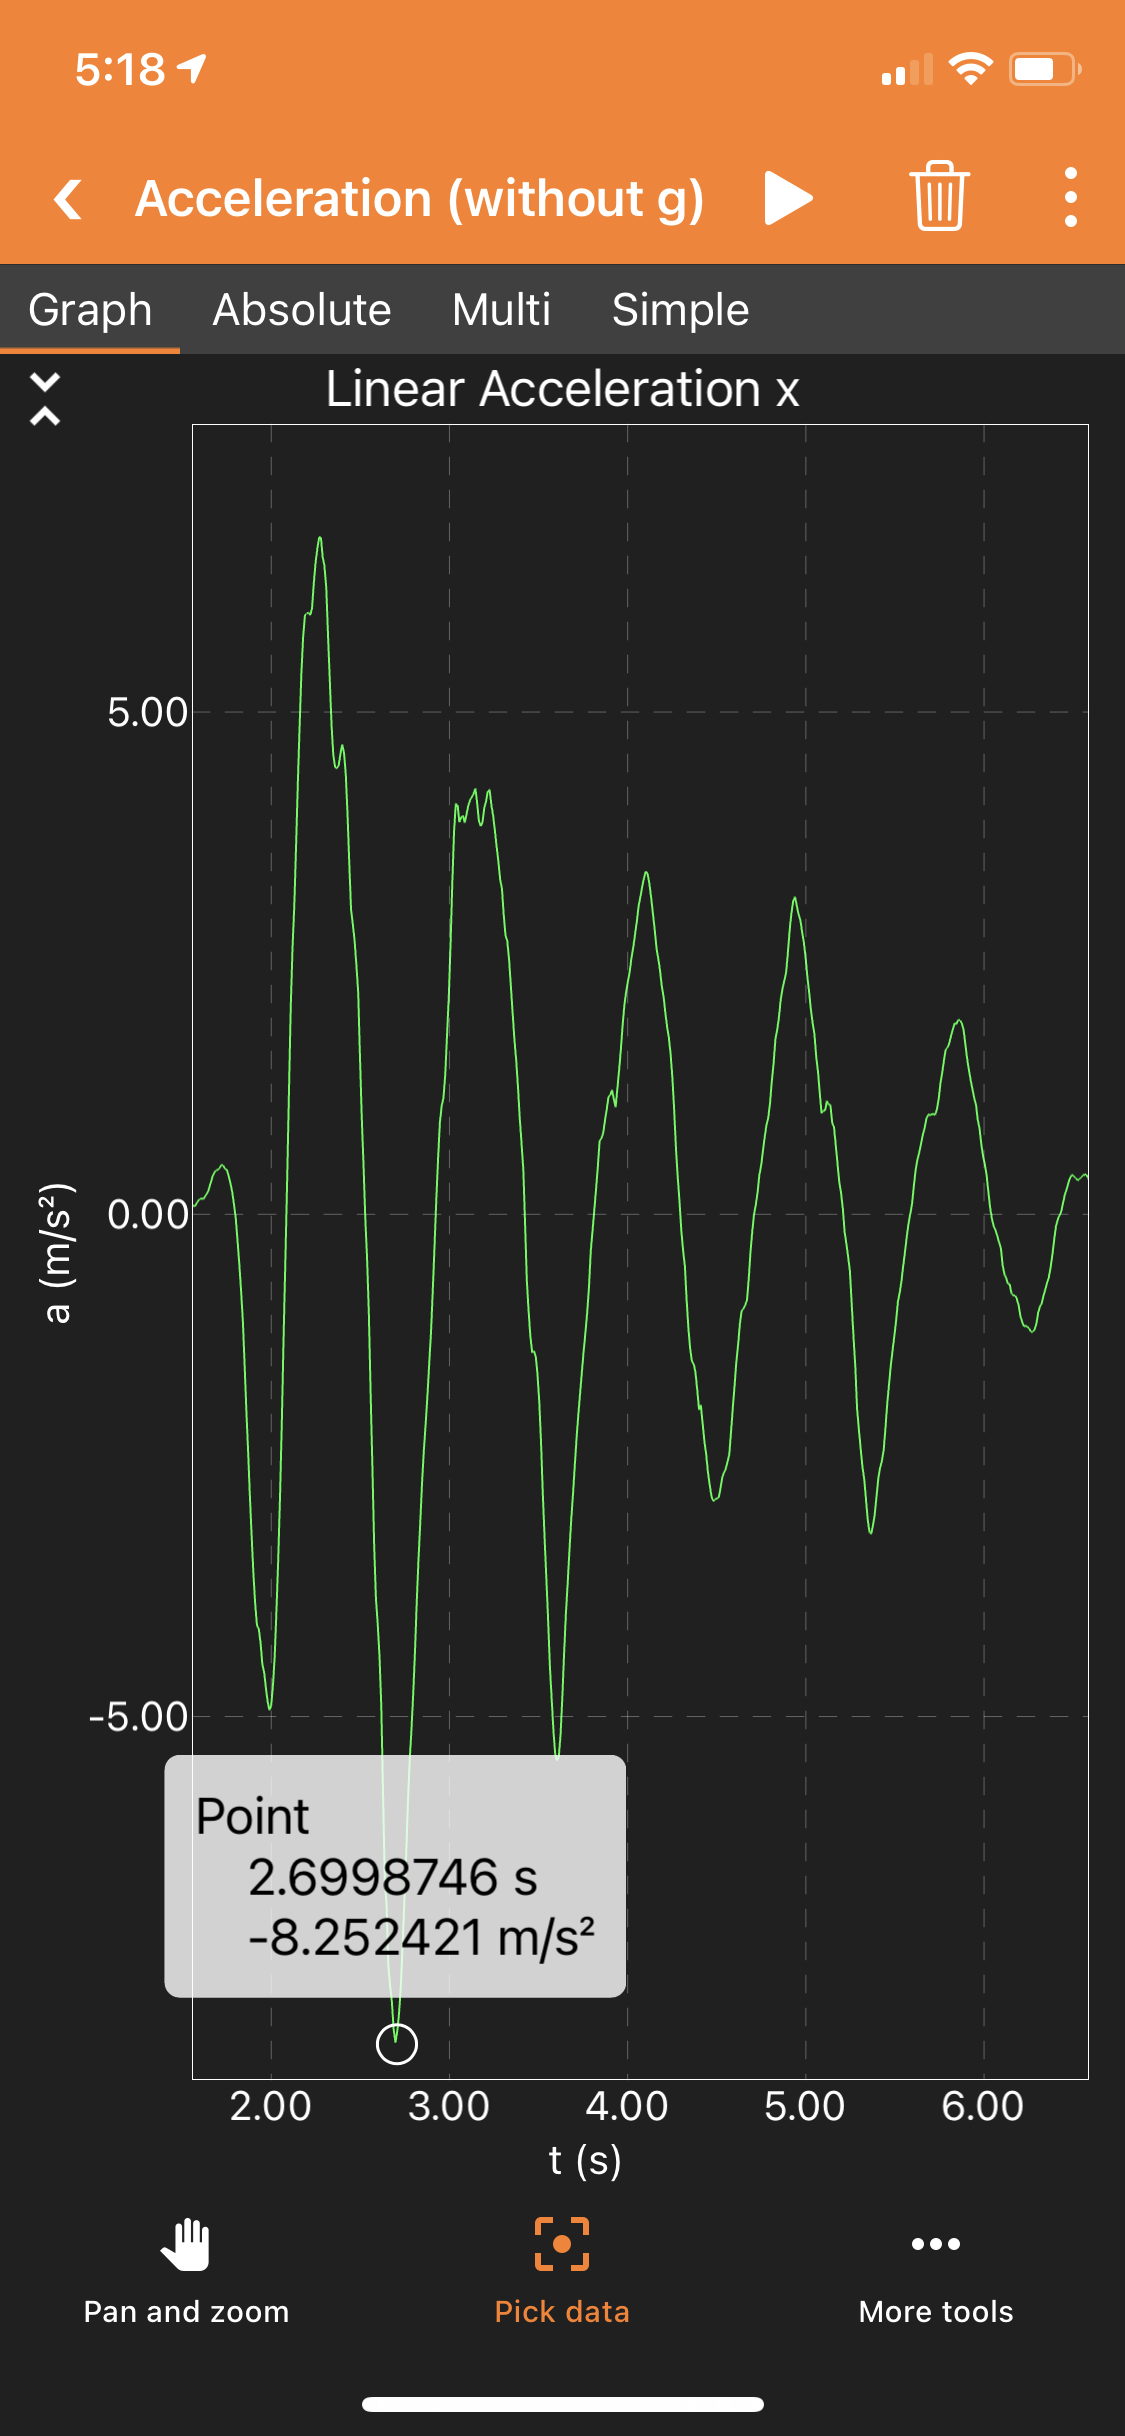 5:18
Acceleration (without g)
Graph Absolute Multi Simple
Linear Acceleration x
5.00
0.00
-5.00
a (m/s²)
Point
2.6998746 s
-8.252421 m/s²
2.00 3.00 4.00 5.00 6.00
t (s)
Pan and zoom Pick data More tools